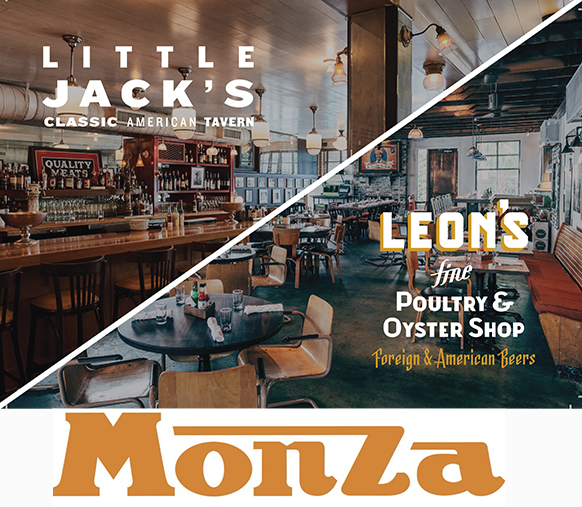 LITTLE
JACK'S
CLASSIC AMERICAN TAVERN
QUALITY
MEATS
LEON'S
fine
POULTRY &
OYSTER SHOP
Foreign & American Beers
Monza